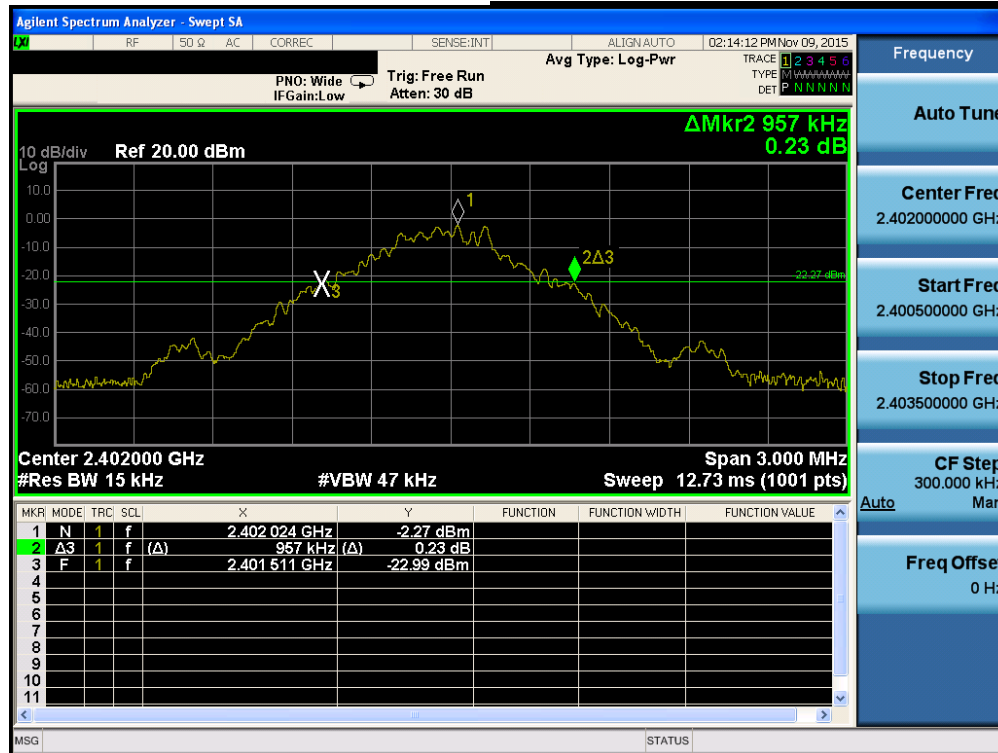 Agilent Spectrum Analyzer - Swept SA
LXI RF 50 Ω AC CORREC SENSE:INT ALIGN AUTO 02:14:12 PM Nov 09, 2015
Avg Type: Log-Pwr TRACE 1 2 3 4 5 6
PNO: Wide Trig: Free Run TYPE M WWWWW
IFGain:Low Atten: 30 dB DET P N N N N N
ΔMkr2 957 kHz
0.23 dB
10 dB/div Ref 20.00 dBm
Log
10.0
0.00
-10.0
-20.0
-30.0
-40.0
-50.0
-60.0
-70.0
1
2Δ3
3
-22.27 dBm
Center 2.402000 GHz Span 3.000 MHz
#Res BW 15 kHz #VBW 47 kHz Sweep 12.73 ms (1001 pts)
MKR MODE TRC SCL X Y FUNCTION FUNCTION WIDTH FUNCTION VALUE
1 N 1 f 2.402 024 GHz -2.27 dBm
2 Δ3 1 f (Δ) 957 kHz (Δ) 0.23 dB
3 F 1 f 2.401 511 GHz -22.99 dBm
4
5
6
7
8
9
10
11
MSG STATUS
Frequency
Auto Tune
Center Freq
2.402000000 GHz
Start Freq
2.400500000 GHz
Stop Freq
2.403500000 GHz
CF Step
300.000 kHz
Auto Man
Freq Offset
0 Hz